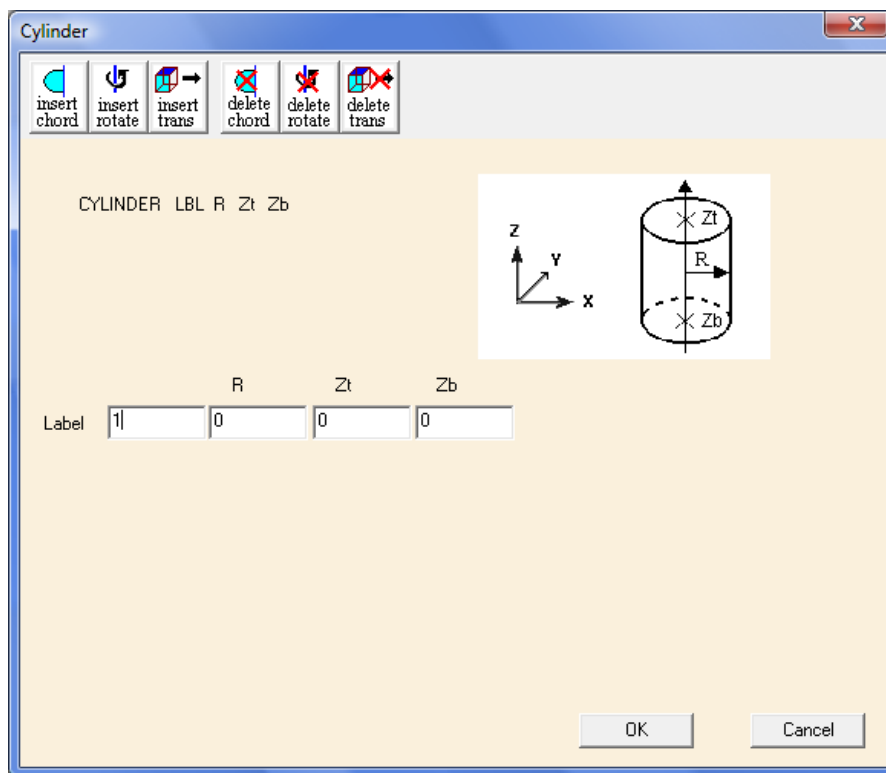 Cylinder
X
insert chord
insert rotate
insert trans
delete chord
delete rotate
delete trans
CYLINDER LBL R Zt Zb
Z
Y
X
Zt
R
Zb
R Zt Zb
Label 1 0 0 0
OK Cancel